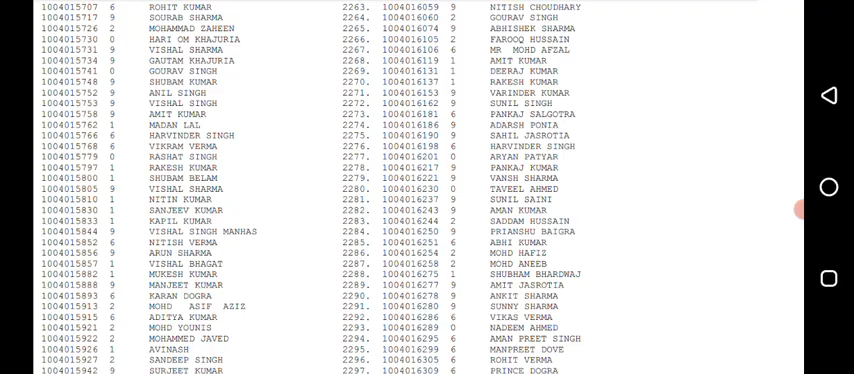 1004015707 6 ROHIT KUMAR 2263. 1004016059 9 NITISH CHOUDHARY
1004015717 9 SOURAB SHARMA 2264. 1004016060 2 GOURAV SINGH
1004015726 2 MOHAMMAD ZAHEEN 2265. 1004016074 9 ABHISHEK SHARMA
1004015730 0 HARI OM KHAJURIA 2266. 1004016105 2 FAROOQ HUSSAIN
1004015731 9 VISHAL SHARMA 2267. 1004016106 6 MR MOHD AFZAL
1004015734 9 GAUTAM KHAJURIA 2268. 1004016119 1 AMIT KUMAR
1004015741 0 GOURAV SINGH 2269. 1004016131 1 DEERAJ KUMAR
1004015748 9 SHUBAM KUMAR 2270. 1004016137 1 RAKESH KUMAR
1004015752 9 ANIL SINGH 2271. 1004016153 9 VARINDER KUMAR
1004015753 9 VISHAL SINGH 2272. 1004016162 9 SUNIL SINGH
1004015758 9 AMIT KUMAR 2273. 1004016181 6 PANKAJ SALGOTRA
1004015762 1 MADAN LAL 2274. 1004016186 9 ADARSH PONIA
1004015766 6 HARVINDER SINGH 2275. 1004016190 9 SAHIL JASROTIA
1004015768 6 VIKRAM VERMA 2276. 1004016198 6 HARVINDER SINGH
1004015779 0 RASHAT SINGH 2277. 1004016201 0 ARYAN PATYAR
1004015797 1 RAKESH KUMAR 2278. 1004016217 9 PANKAJ KUMAR
1004015800 1 SHUBAM BELAM 2279. 1004016221 9 VANSH SHARMA
1004015805 9 VISHAL SHARMA 2280. 1004016230 0 TAVEEL AHMED
1004015810 1 NITIN KUMAR 2281. 1004016237 9 SUNIL SAINI
1004015830 1 SANJEEV KUMAR 2282. 1004016243 9 AMAN KUMAR
1004015833 1 KAPIL KUMAR 2283. 1004016244 2 SADDAM HUSSAIN
1004015844 9 VISHAL SINGH MANHAS 2284. 1004016250 9 PRIANSHU BAIGRA
1004015852 6 NITISH VERMA 2285. 1004016251 6 ABHI KUMAR
1004015856 9 ARUN SHARMA 2286. 1004016254 2 MOHD HAFIZ
1004015857 1 VISHAL BHAGAT 2287. 1004016258 2 MOHD ANEEB
1004015882 1 MUKESH KUMAR 2288. 1004016275 1 SHUBHAM BHARDWAJ
1004015888 9 MANJEET KUMAR 2289. 1004016277 9 AMIT JASROTIA
1004015893 6 KARAN DOGRA 2290. 1004016278 9 ANKIT SHARMA
1004015913 2 MOHD ASIF AZIZ 2291. 1004016280 9 SUNNY SHARMA
1004015915 6 ADITYA KUMAR 2292. 1004016286 6 VIKAS VERMA
1004015921 2 MOHD YOUNIS 2293. 1004016289 0 NADEEM AHMED
1004015922 2 MOHAMMED JAVED 2294. 1004016295 6 AMAN PREET SINGH
1004015926 1 AVINASH 2295. 1004016299 6 MANPREET DOVE
1004015927 2 SANDEEP SINGH 2296. 1004016305 6 ROHIT VERMA
1004015942 9 SURJEET KUMAR 2297. 1004016309 6 PRINCE DOGRA